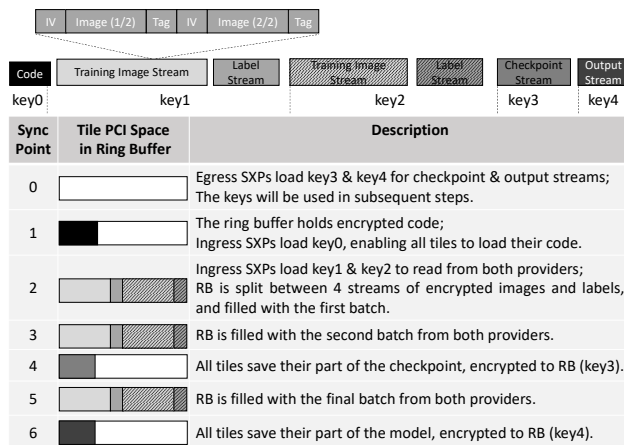 IV Image (1/2) Tag IV Image (2/2) Tag
Code Training Image Stream Label Stream Training Image Stream Label Stream Checkpoint Stream Output Stream
key0 key1 key2 key3 key4
Sync Point Tile PCI Space in Ring Buffer Description
0 Egress SXPs load key3 & key4 for checkpoint & output streams;
The keys will be used in subsequent steps.
1 The ring buffer holds encrypted code;
Ingress SXPs load key0, enabling all tiles to load their code.
2 Ingress SXPs load key1 & key2 to read from both providers;
RB is split between 4 streams of encrypted images and labels,
and filled with the first batch.
3 RB is filled with the second batch from both providers.
4 All tiles save their part of the checkpoint, encrypted to RB (key3).
5 RB is filled with the final batch from both providers.
6 All tiles save their part of the model, encrypted to RB (key4).